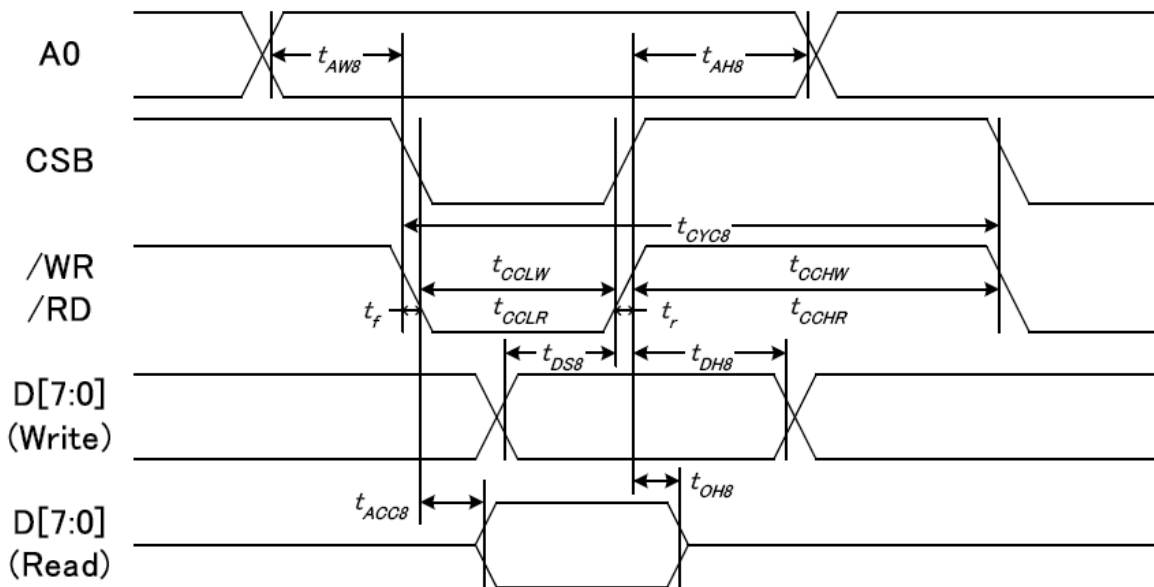 A0
tAW8
tAH8
CSB
tCYC8
/WR
/RD
tCCLW
tCCHW
tf
tCCLR
tr
tCCHR
tDS8
tDH8
D[7:0]
(Write)
tACC8
tOH8
D[7:0]
(Read)